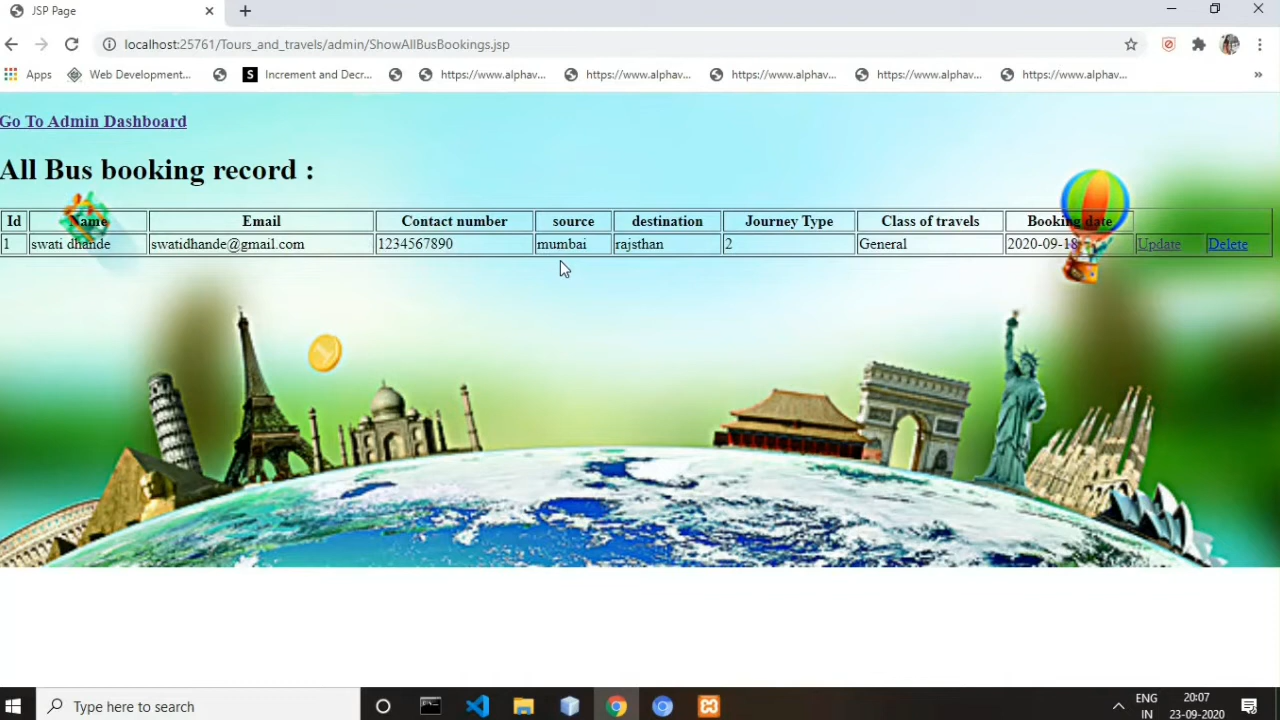 JSP Page
localhost:25761/Tours_and_travels/admin/ShowAllBusBookings.jsp
Apps Web Development... S Increment and Decr... https://www.alphav... https://www.alphav... https://www.alphav... https://www.alphav... https://www.alphav... »
Go To Admin Dashboard
All Bus booking record :
Id Name Email Contact number source destination Journey Type Class of travels Booking date
1 swati dhande swatidhande@gmail.com 1234567890 mumbai rajsthan 2 General 2020-09-18 Update Delete
Type here to search
ENG 20:07
IN 23-09-2020